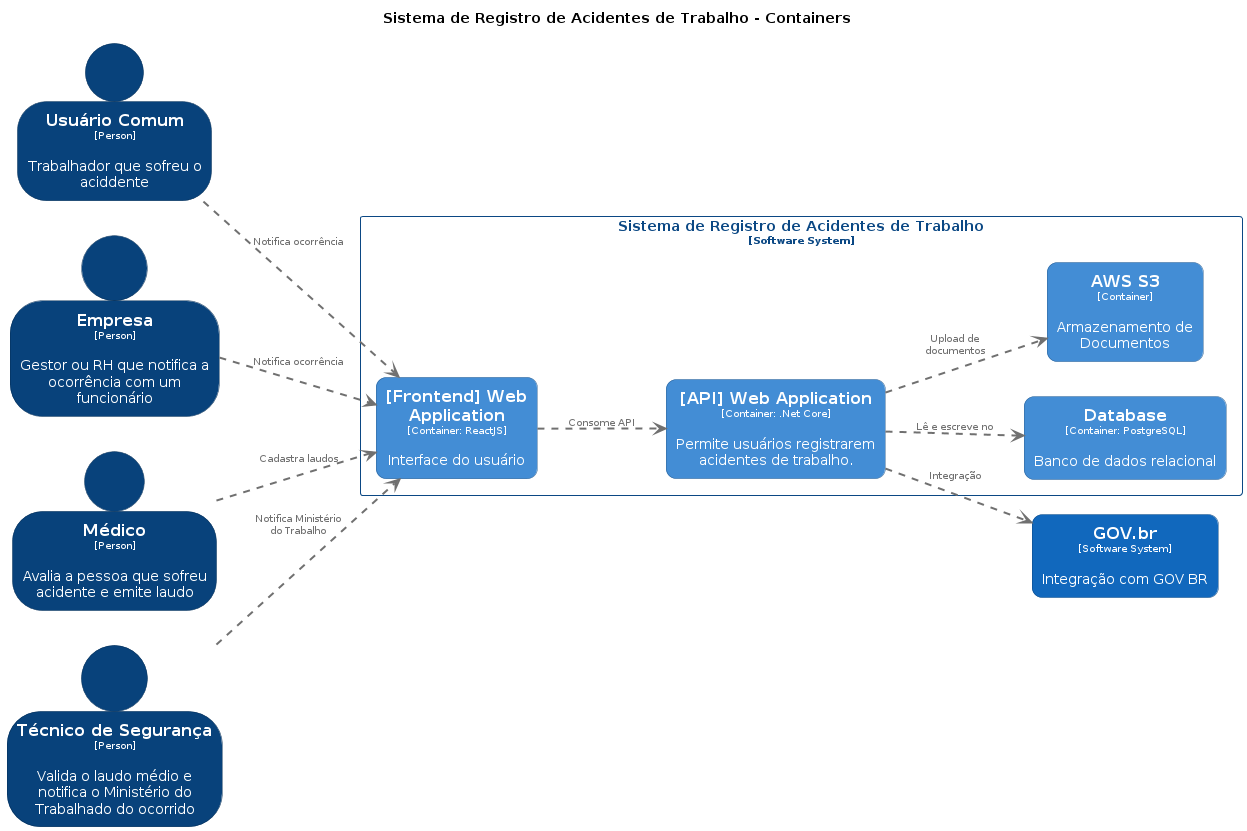 Sistema de Registro de Acidentes de Trabalho - Containers
Usuário Comum
[Person]
Trabalhador que sofreu o
aciddente
Notifica ocorrência
Empresa
[Person]
Gestor ou RH que notifica a
ocorrência com um
funcionário
Notifica ocorrência
Médico
[Person]
Avalia a pessoa que sofreu
acidente e emite laudo
Cadastra laudos
Técnico de Segurança
[Person]
Valida o laudo médio e
notifica o Ministério do
Trabalhado do ocorrido
Notifica Ministério
do Trabalho
Sistema de Registro de Acidentes de Trabalho
[Software System]
[Frontend] Web
Application
[Container: ReactJS]
Interface do usuário
Consome API
[API] Web Application
[Container: .Net Core]
Permite usuários registrarem
acidentes de trabalho.
Upload de
documentos
Lê e escreve no
Integração
AWS S3
[Container]
Armazenamento de
Documentos
Database
[Container: PostgreSQL]
Banco de dados relacional
GOV.br
[Software System]
Integração com GOV BR